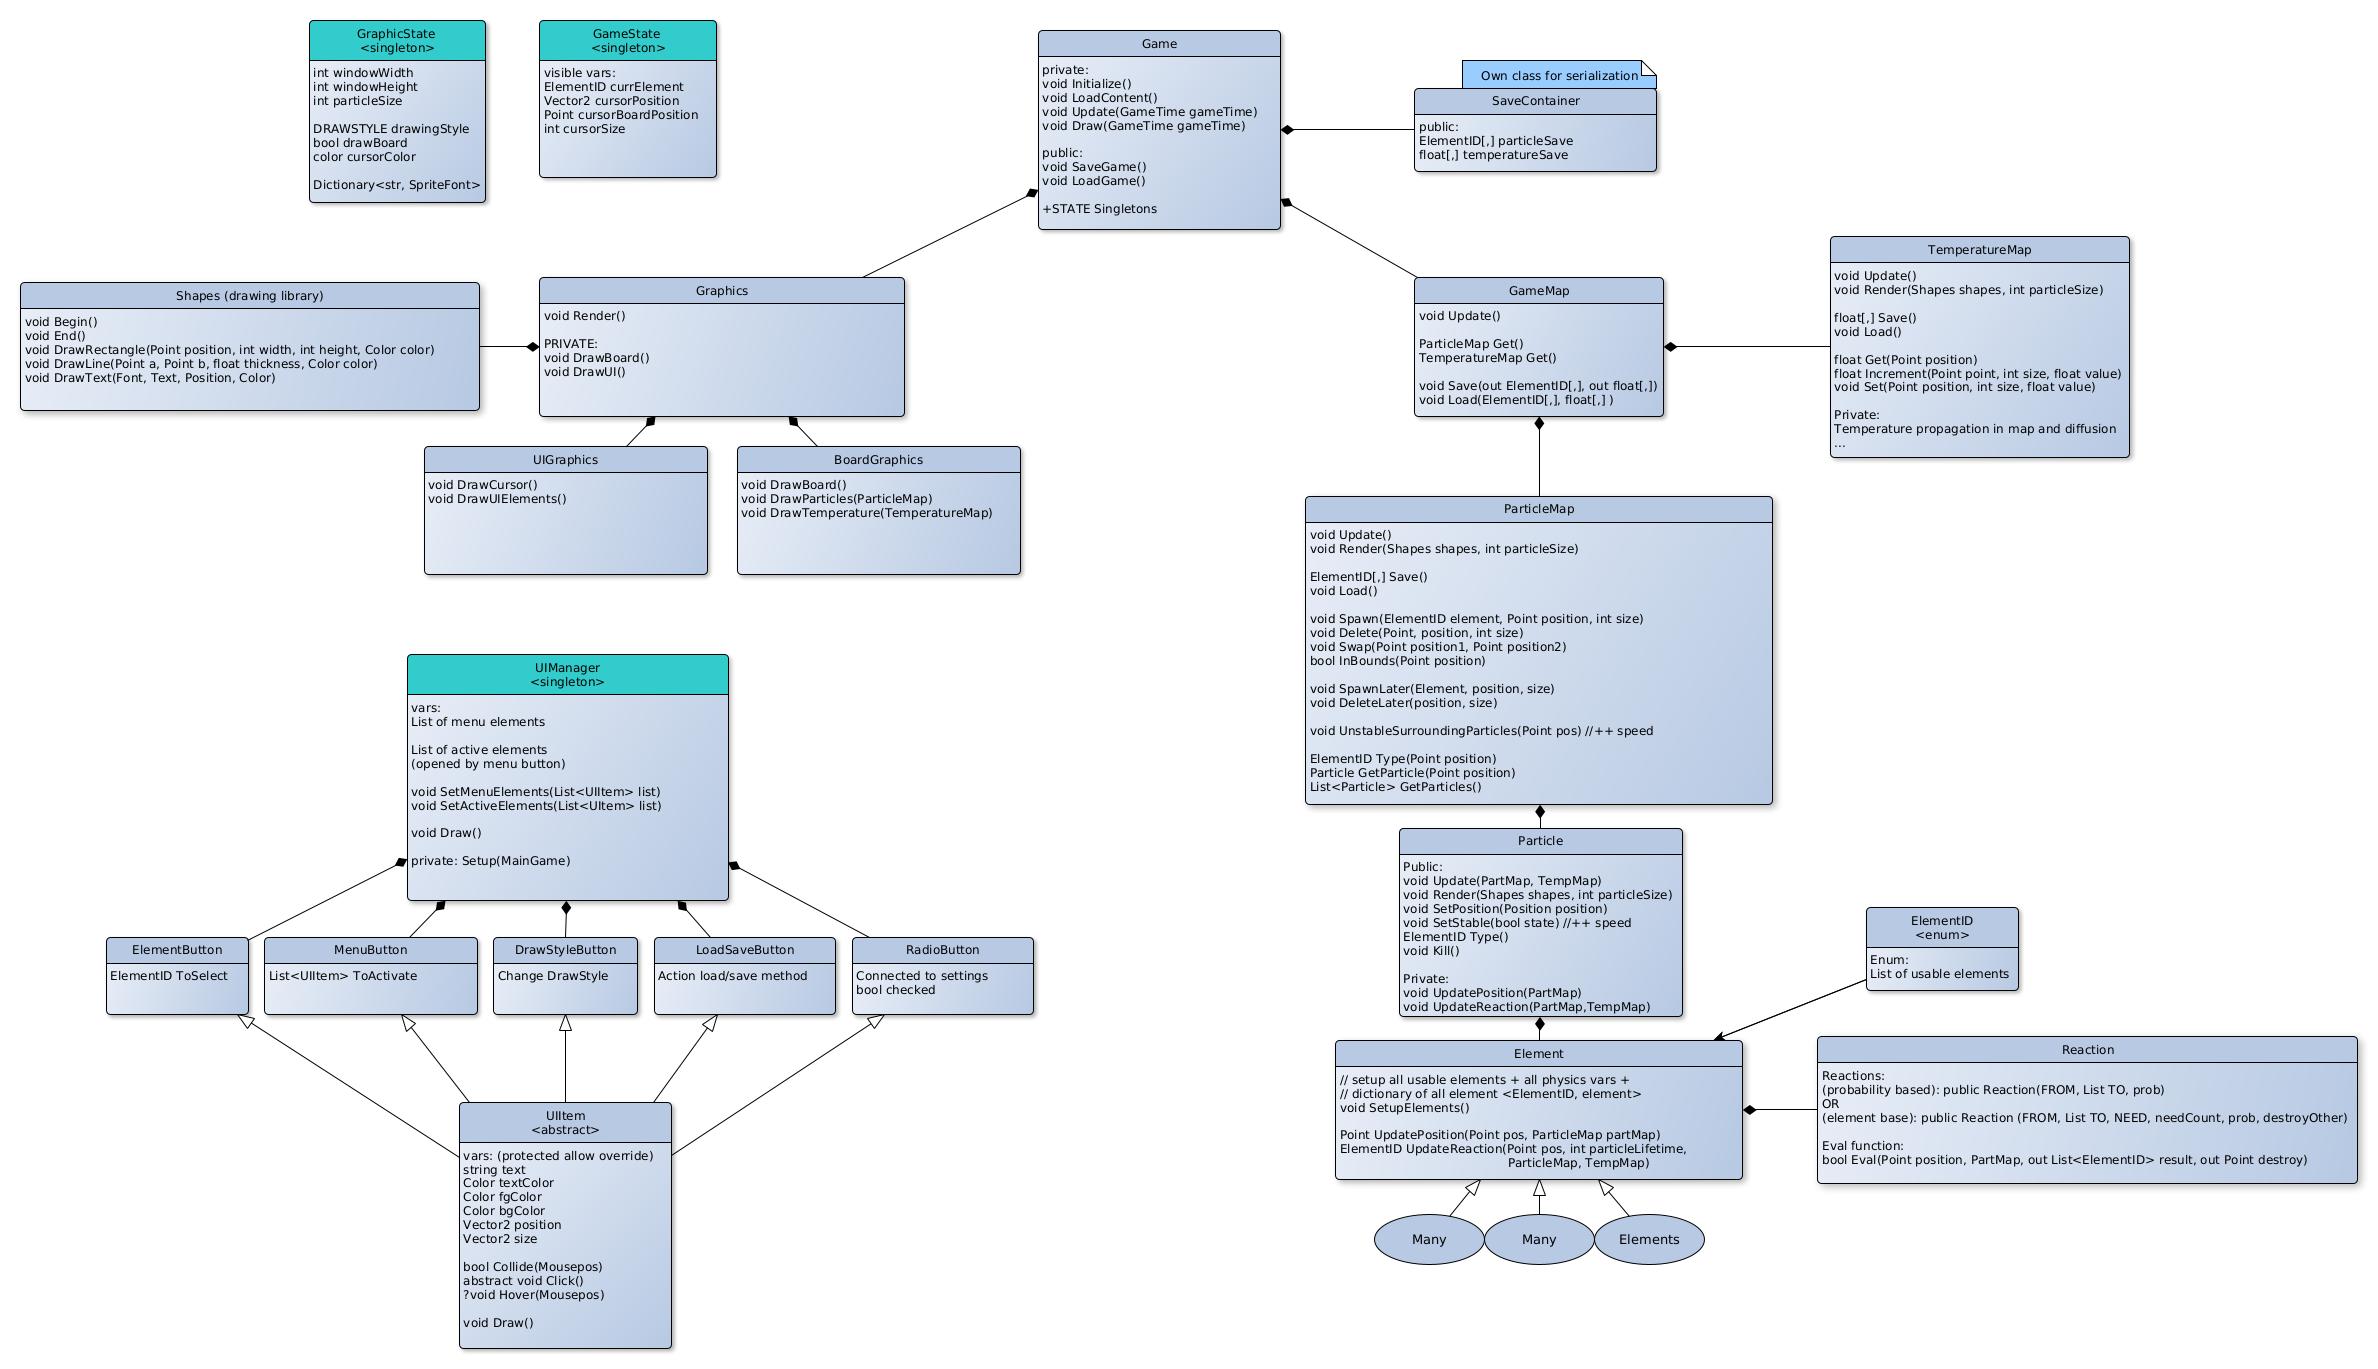 GraphicState
<singleton>
int windowWidth
int windowHeight
int particleSize
DRAWSTYLE drawingStyle
bool drawBoard
color cursorColor
Dictionary<str, SpriteFont>
GameState
<singleton>
visible vars:
ElementID currElement
Vector2 cursorPosition
Point cursorBoardPosition
int cursorSize
Game
private:
void Initialize()
void LoadContent()
void Update(GameTime gameTime)
void Draw(GameTime gameTime)
public:
void SaveGame()
void LoadGame()
+STATE Singletons
Own class for serialization
SaveContainer
public:
ElementID[,] particleSave
float[,] temperatureSave
Shapes (drawing library)
void Begin()
void End()
void DrawRectangle(Point position, int width, int height, Color color)
void DrawLine(Point a, Point b, float thickness, Color color)
void DrawText(Font, Text, Position, Color)
Graphics
void Render()
PRIVATE:
void DrawBoard()
void DrawUI()
GameMap
void Update()
ParticleMap Get()
TemperatureMap Get()
void Save(out ElementID[,], out float[,])
void Load(ElementID[,], float[,] )
TemperatureMap
void Update()
void Render(Shapes shapes, int particleSize)
float[,] Save()
void Load()
float Get(Point position)
float Increment(Point point, int size, float value)
void Set(Point position, int size, float value)
Private:
Temperature propagation in map and diffusion
...
UIGraphics
void DrawCursor()
void DrawUIElements()
BoardGraphics
void DrawBoard()
void DrawParticles(ParticleMap)
void DrawTemperature(TemperatureMap)
ParticleMap
void Update()
void Render(Shapes shapes, int particleSize)
ElementID[,] Save()
void Load()
void Spawn(ElementID element, Point position, int size)
void Delete(Point, position, int size)
void Swap(Point position1, Point position2)
bool InBounds(Point position)
void SpawnLater(Element, position, size)
void DeleteLater(position, size)
void UnstableSurroundingParticles(Point pos) //++ speed
ElementID Type(Point position)
Particle GetParticle(Point position)
List<Particle> GetParticles()
UIManager
<singleton>
vars:
List of menu elements
List of active elements
(opened by menu button)
void SetMenuElements(List<UIItem> list)
void SetActiveElements(List<UItem> list)
void Draw()
private: Setup(MainGame)
ElementButton
ElementID ToSelect
MenuButton
List<UIItem> ToActivate
DrawStyleButton
Change DrawStyle
LoadSaveButton
Action load/save method
RadioButton
Connected to settings
bool checked
UIItem
<abstract>
vars: (protected allow override)
string text
Color textColor
Color fgColor
Color bgColor
Vector2 position
Vector2 size
bool Collide(Mousepos)
abstract void Click()
?void Hover(Mousepos)
void Draw()
Particle
Public:
void Update(PartMap, TempMap)
void Render(Shapes shapes, int particleSize)
void SetPosition(Position position)
void SetStable(bool state) //++ speed
ElementID Type()
void Kill()
Private:
void UpdatePosition(PartMap)
void UpdateReaction(PartMap,TempMap)
ElementID
<enum>
Enum:
List of usable elements
Element
// setup all usable elements + all physics vars +
// dictionary of all element <ElementID, element>
void SetupElements()
Point UpdatePosition(Point pos, ParticleMap partMap)
ElementID UpdateReaction(Point pos, int particleLifetime,
ParticleMap, TempMap)
Reaction
Reactions:
(probability based): public Reaction(FROM, List TO, prob)
OR
(element base): public Reaction (FROM, List TO, NEED, needCount, prob, destroyOther)
Eval function:
bool Eval(Point position, PartMap, out List<ElementID> result, out Point destroy)
Many
Many
Elements